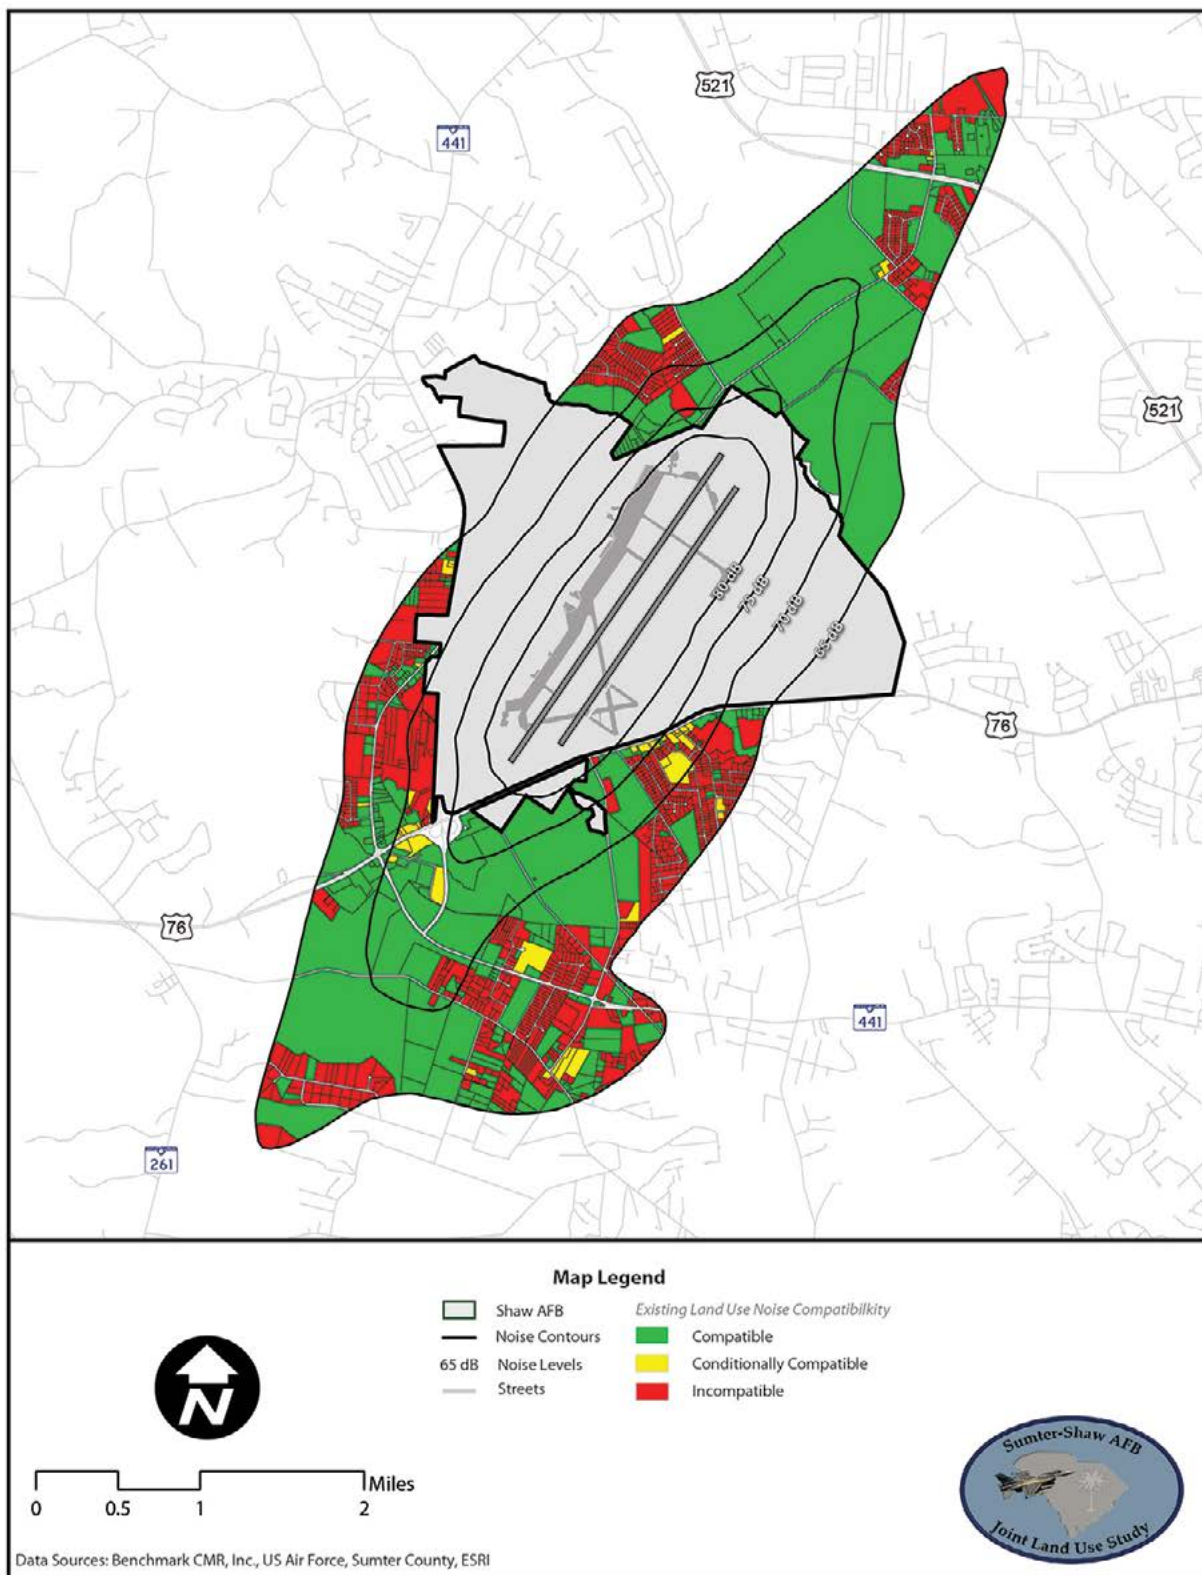 521
441
521
80 dB
75 dB
70 dB
65 dB
76
76
441
261
Map Legend
Shaw AFB
Noise Contours
65 dB Noise Levels
Streets
Existing Land Use Noise Compatibilkity
Compatible
Conditionally Compatible
Incompatible
N
Miles
0 0.5 1 2
Sumter-Shaw AFB
Joint Land Use Study
Data Sources: Benchmark CMR, Inc., US Air Force, Sumter County, ESRI